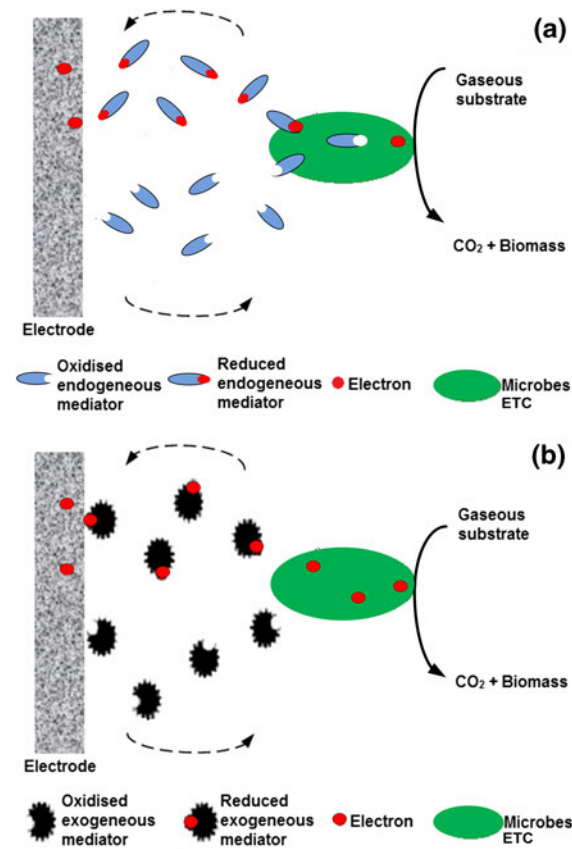 (a)
Gaseous
substrate
CO₂ + Biomass
Electrode
Oxidised
endogeneous
mediator
Reduced
endogeneous
mediator
Electron
Microbes
ETC
(b)
Gaseous
substrate
CO₂ + Biomass
Electrode
Oxidised
exogeneous
mediator
Reduced
exogeneous
mediator
Electron
Microbes
ETC